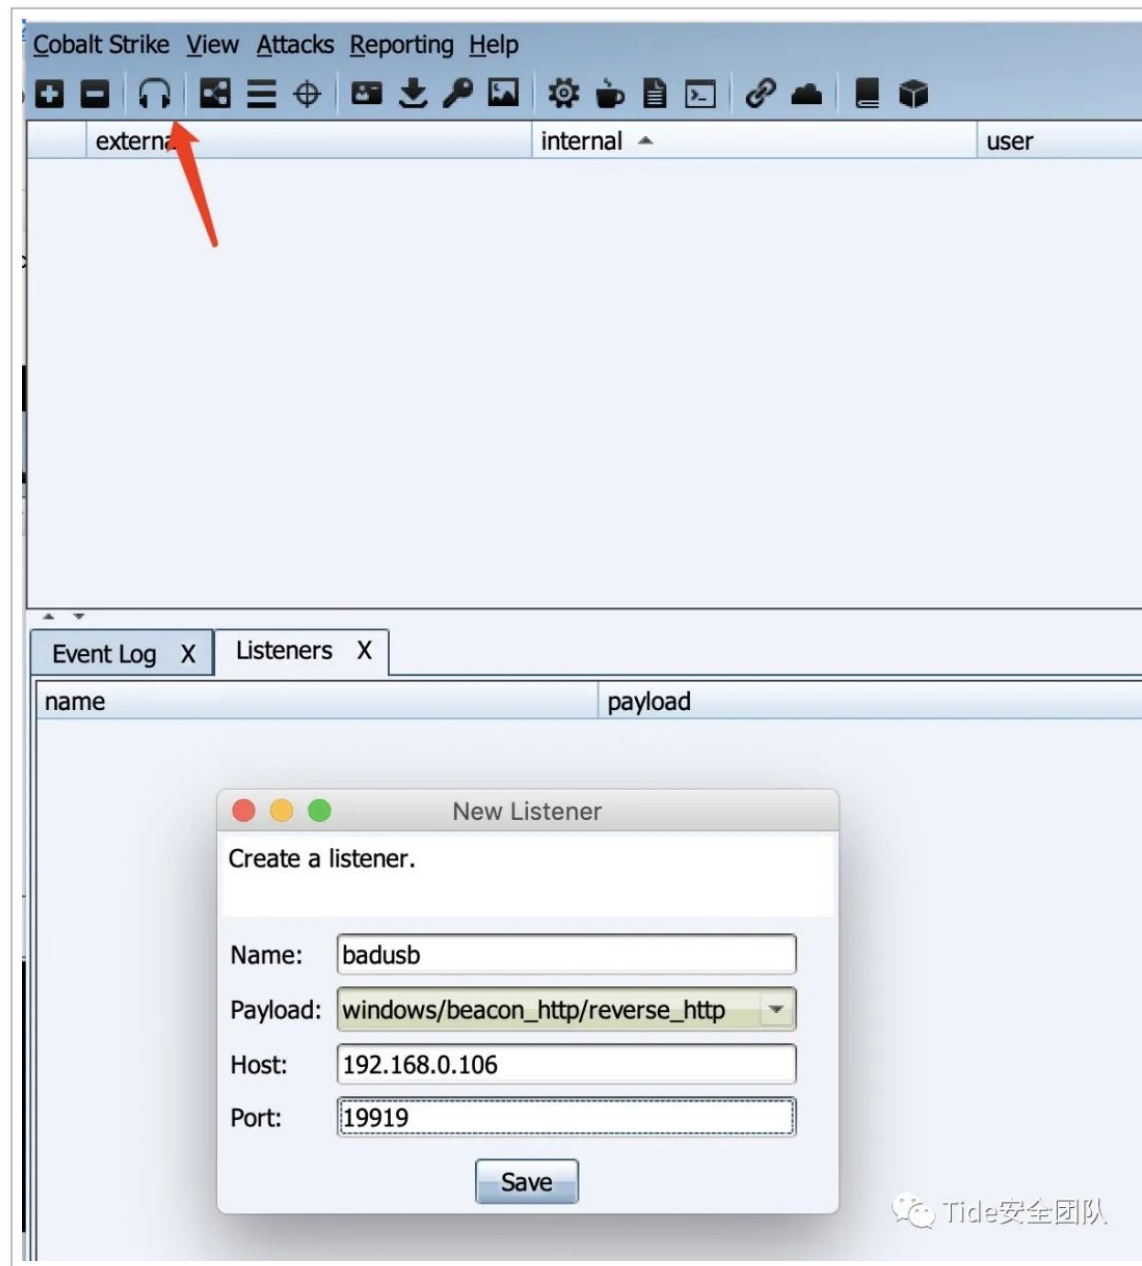 Cobalt Strike View Attacks Reporting Help
external internal user
Event Log X Listeners X
name payload
New Listener
Create a listener.
Name: badusb
Payload: windows/beacon_http/reverse_http
Host: 192.168.0.106
Port: 19919
Save
Tide安全团队